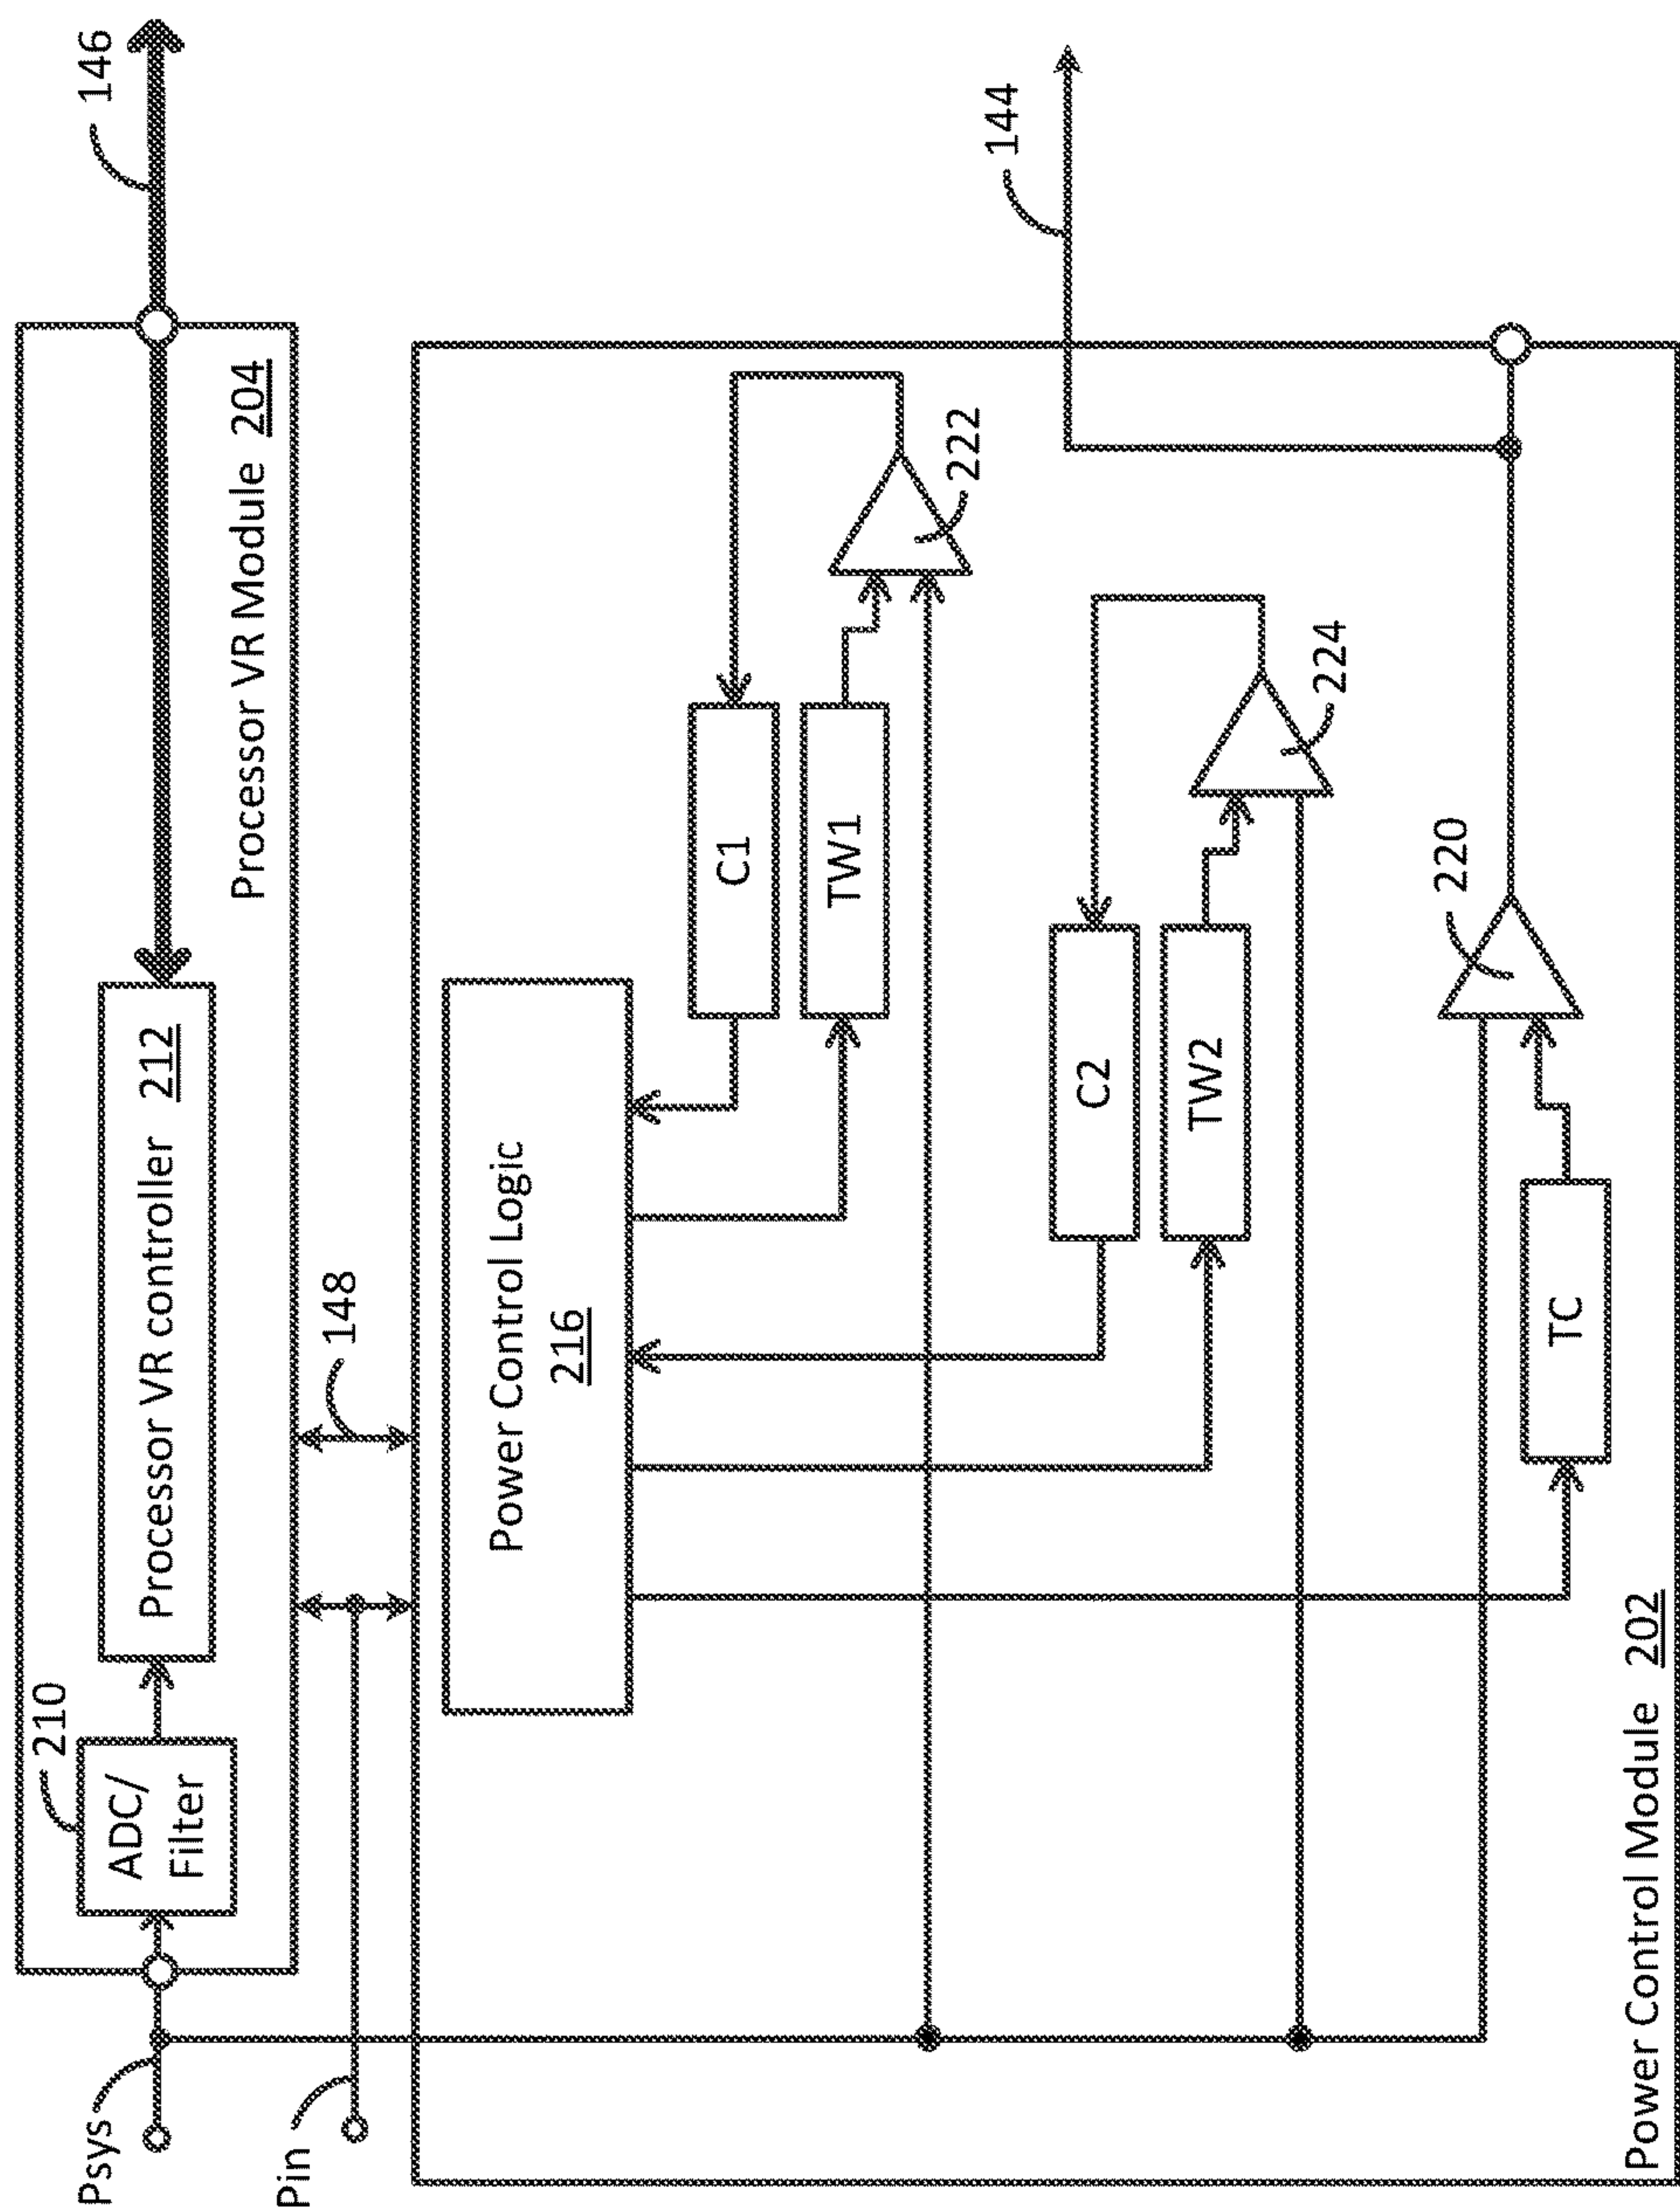 Psys
210
ADC/
Filter
Processor VR controller 212
146
Processor VR Module 204
Pin
148
Power Control Logic
216
C1
TW1
222
144
C2
TW2
224
220
TC
Power Control Module 202